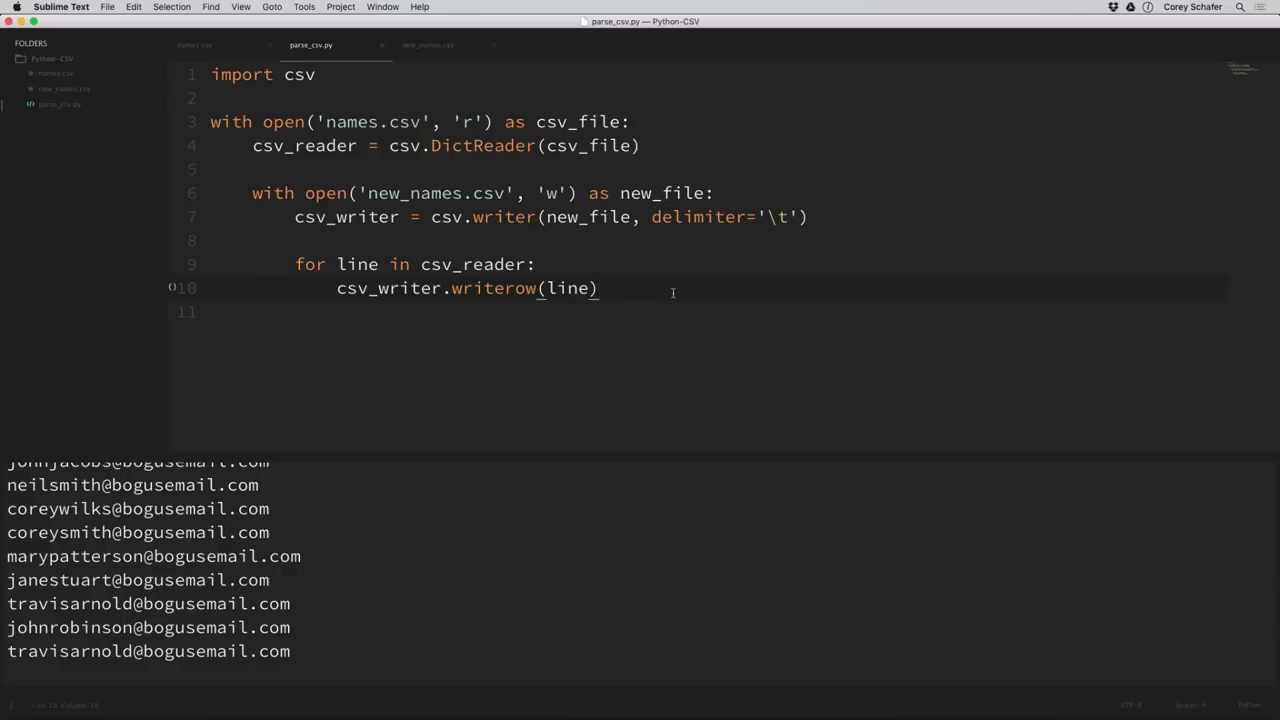 Sublime Text File Edit Selection Find View Goto Tools Project Window Help Corey Schafer
parse_csv.py — Python-CSV
FOLDERS
Python-CSV
names.csv
new_names.csv
parse_csv.py
names.csv × parse_csv.py × new_names.csv ×
1 import csv
2
3 with open('names.csv', 'r') as csv_file:
4 csv_reader = csv.DictReader(csv_file)
5
6 with open('new_names.csv', 'w') as new_file:
7 csv_writer = csv.writer(new_file, delimiter='\t')
8
9 for line in csv_reader:
10 csv_writer.writerow(line)
11
johnjacobs@bogusemail.com
neilsmith@bogusemail.com
coreywilks@bogusemail.com
coreysmith@bogusemail.com
marypatterson@bogusemail.com
janestuart@bogusemail.com
travisarnold@bogusemail.com
johnrobinson@bogusemail.com
travisarnold@bogusemail.com
Line 10, Column 38 UTF-8 Spaces: 4 Python